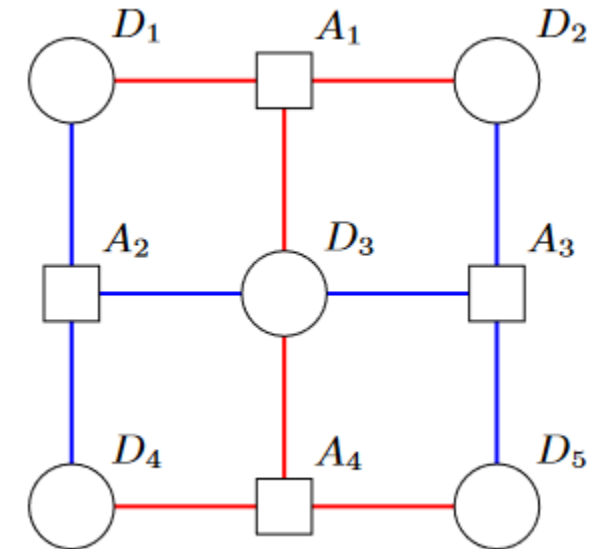 D₁ A₁ D₂
A₂ D₃ A₃
D₄ A₄ D₅